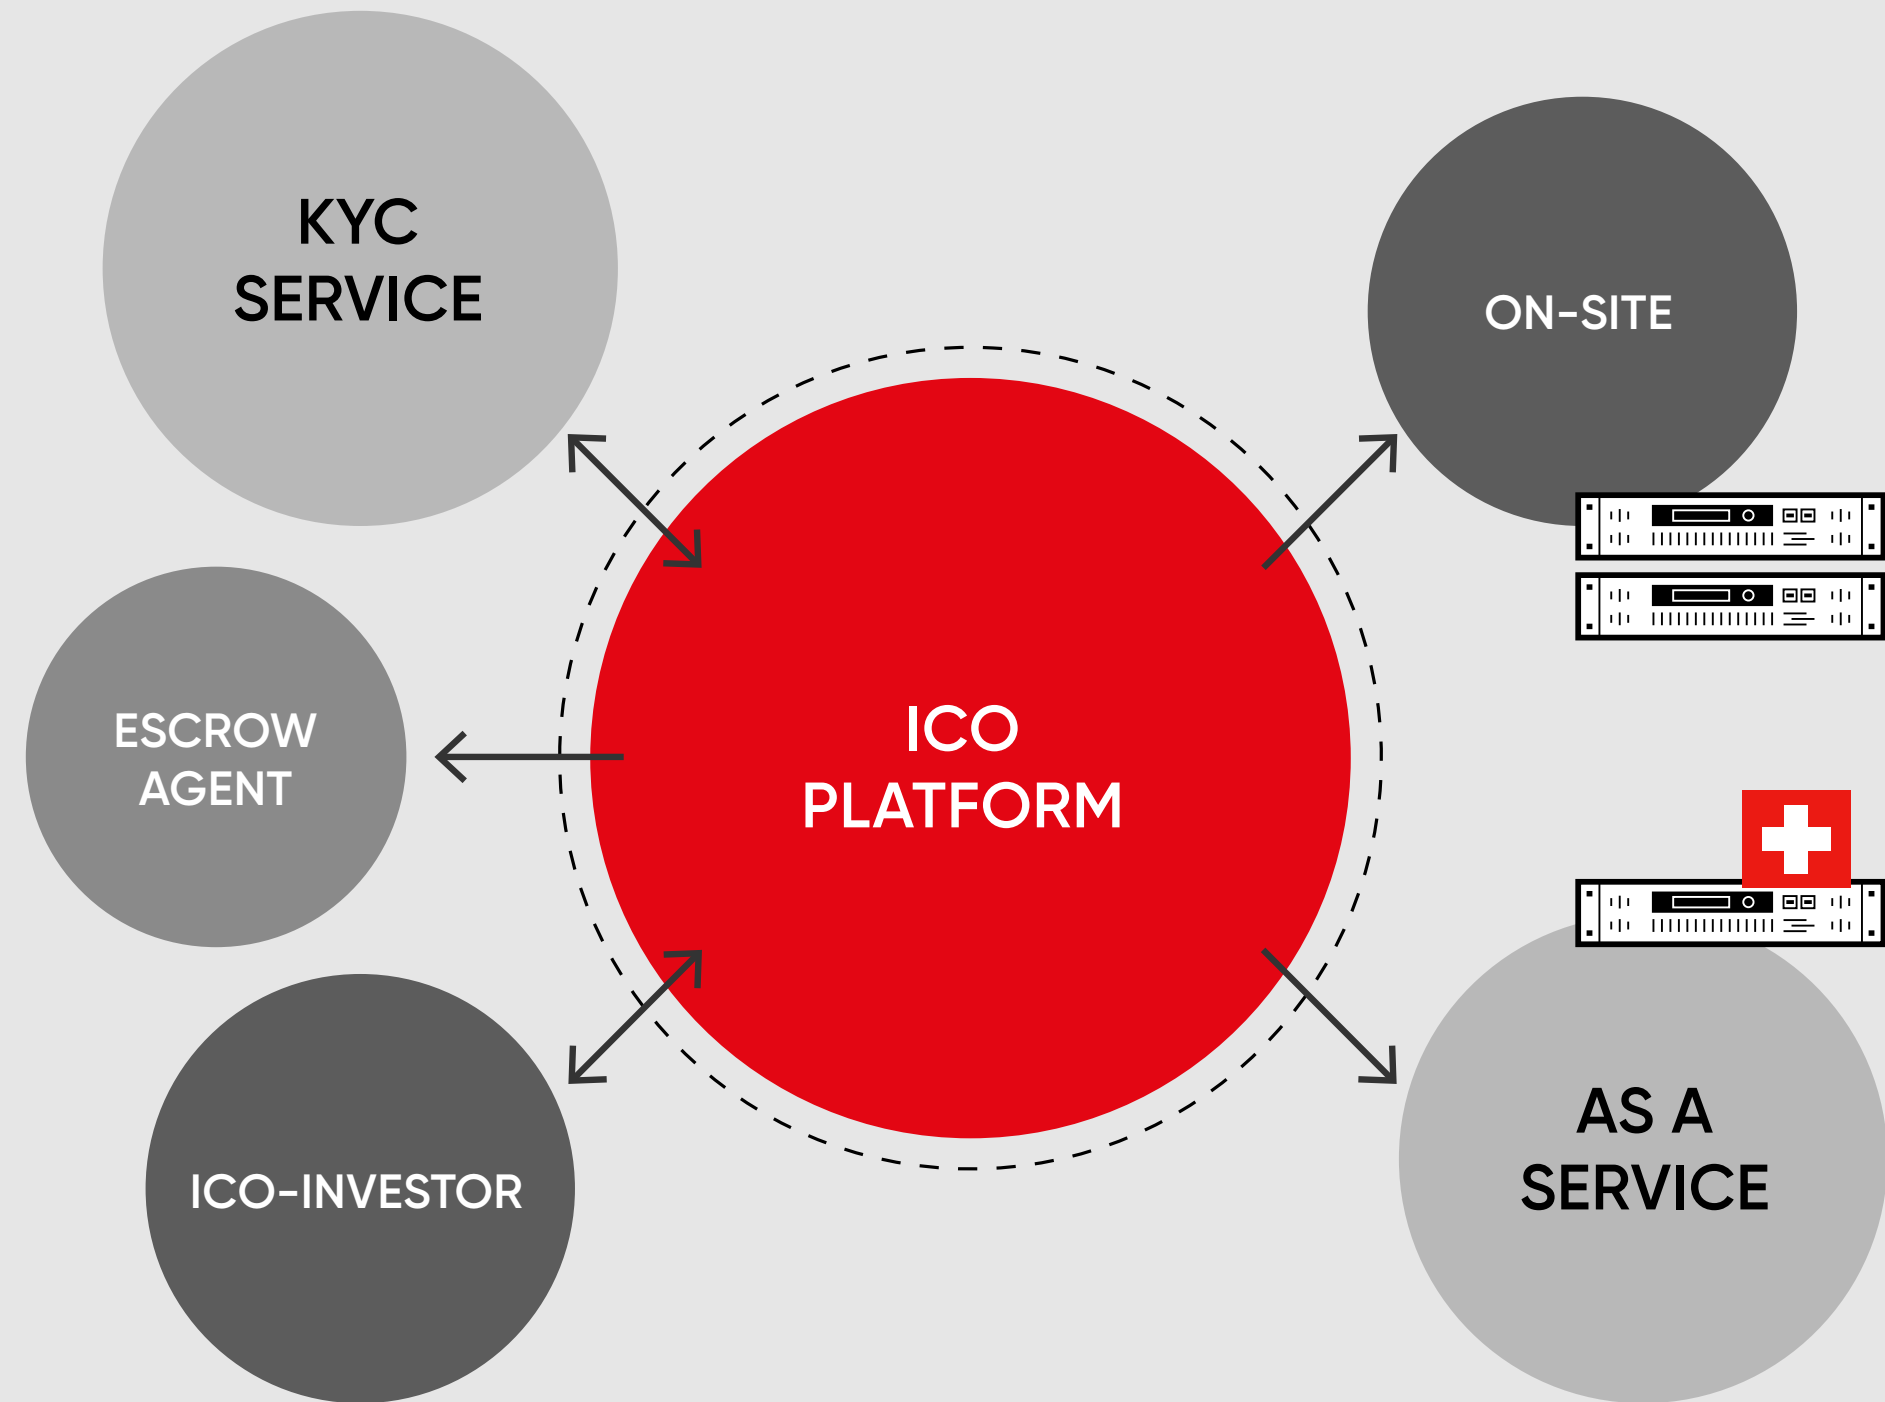 KYC
SERVICE
ON-SITE
ESCROW
AGENT
ICO
PLATFORM
ICO-INVESTOR
AS A
SERVICE